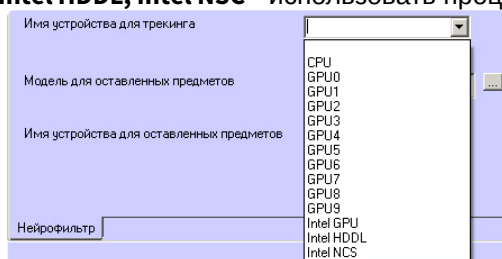 Intel HDDL, Intel NSC - использовать проц
Имя устройства для трекинга
CPU
GPU0
Модель для оставленных предметов
...
GPU1
GPU2
GPU3
Имя устройства для оставленных предметов
GPU4
GPU5
GPU6
GPU7
GPU8
GPU9
Нейрофильтр
Intel GPU
Intel HDDL
Intel NCS